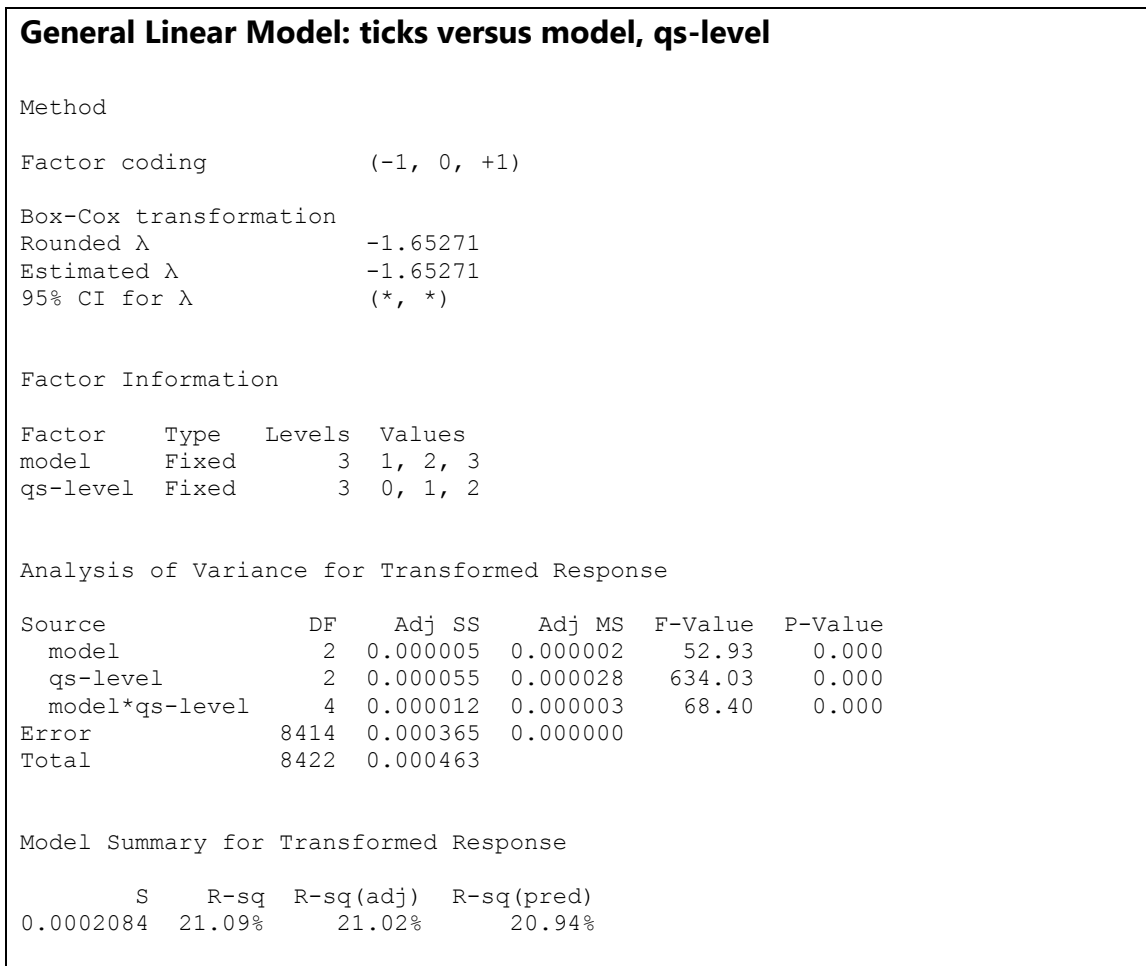 General Linear Model: ticks versus model, qs-level
Method
Factor coding (-1, 0, +1)
Box-Cox transformation
Rounded λ -1.65271
Estimated λ -1.65271
95% CI for λ (*, *)
Factor Information
Factor Type Levels Values
model Fixed 3 1, 2, 3
qs-level Fixed 3 0, 1, 2
Analysis of Variance for Transformed Response
Source DF Adj SS Adj MS F-Value P-Value
model 2 0.000005 0.000002 52.93 0.000
qs-level 2 0.000055 0.000028 634.03 0.000
model*qs-level 4 0.000012 0.000003 68.40 0.000
Error 8414 0.000365 0.000000
Total 8422 0.000463
Model Summary for Transformed Response
S R-sq R-sq(adj) R-sq(pred)
0.0002084 21.09% 21.02% 20.94%